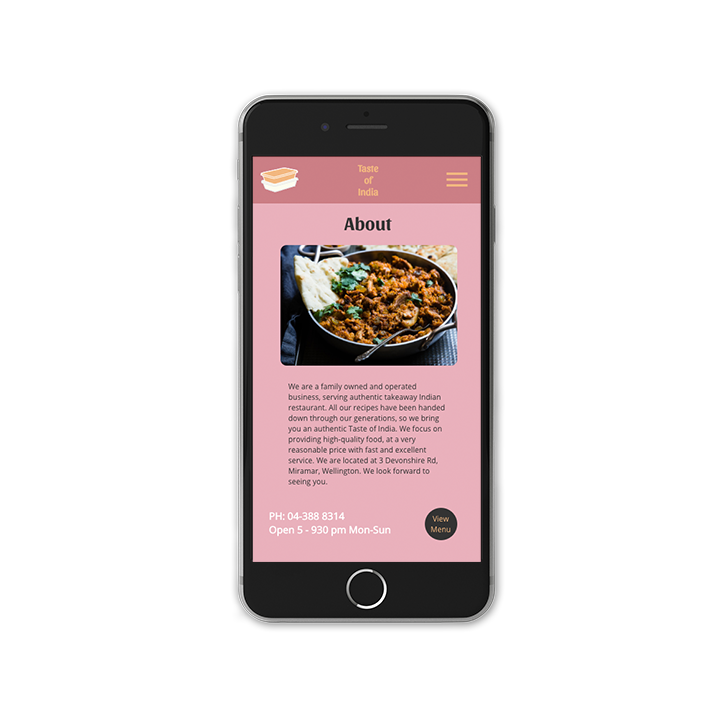 Taste
of
India
About
We are a family owned and operated
business, serving authentic takeaway Indian
restaurant. All our recipes have been handed
down through our generations, so we bring
you an authentic Taste of India. We focus on
providing high-quality food, at a very
reasonable price with fast and excellent
service. We are located at 3 Devonshire Rd,
Miramar, Wellington. We look forward to
seeing you.
PH: 04-388 8314
Open 5 - 930 pm Mon-Sun
View
Menu